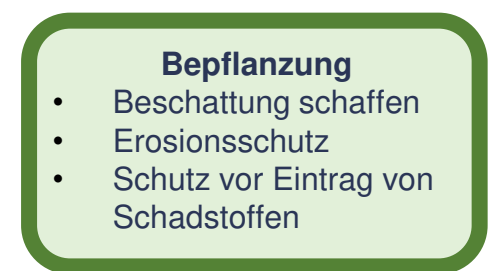 Bepflanzung
• Beschattung schaffen
• Erosionsschutz
• Schutz vor Eintrag von
Schadstoffen